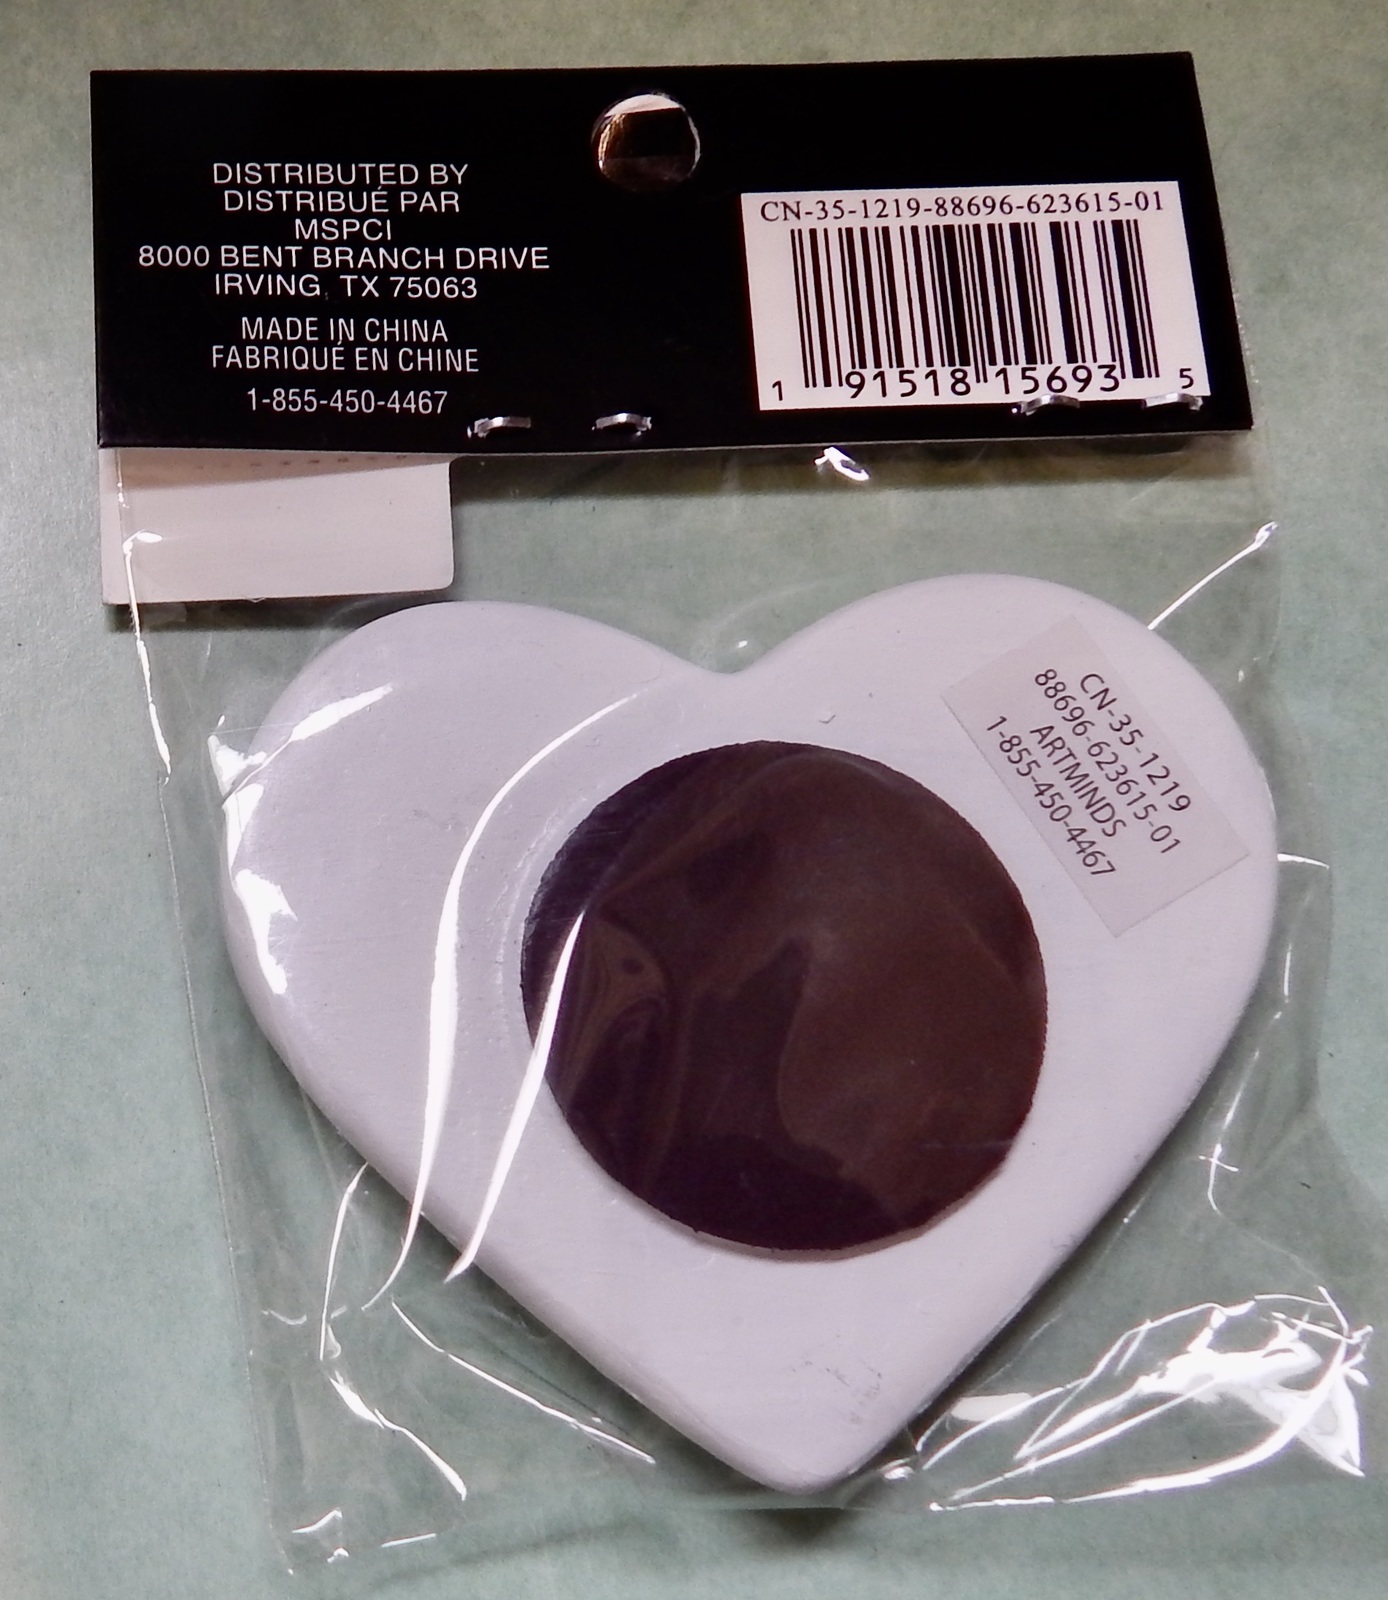 DISTRIBUTED BY
DISTRIBUÉ PAR
MSPCI
8000 BENT BRANCH DRIVE
IRVING, TX 75063
MADE IN CHINA
FABRIQUÉ EN CHINE
1-855-450-4467
CN-35-1219-88696-623615-01
1 91518 15693 5
CN-35-1219
88696-623615-01
ARTMINDS
1-855-450-4467